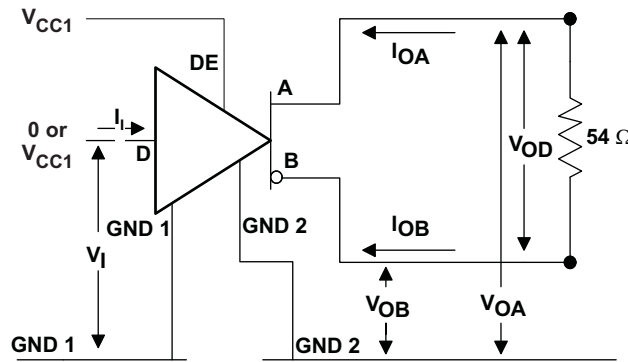 VCC1
DE
IOA
A
0 or
VCC1
II
D
B
VOD
54 Ω
GND 1
GND 2
IOB
VI
VOB
VOA
GND 1
GND 2